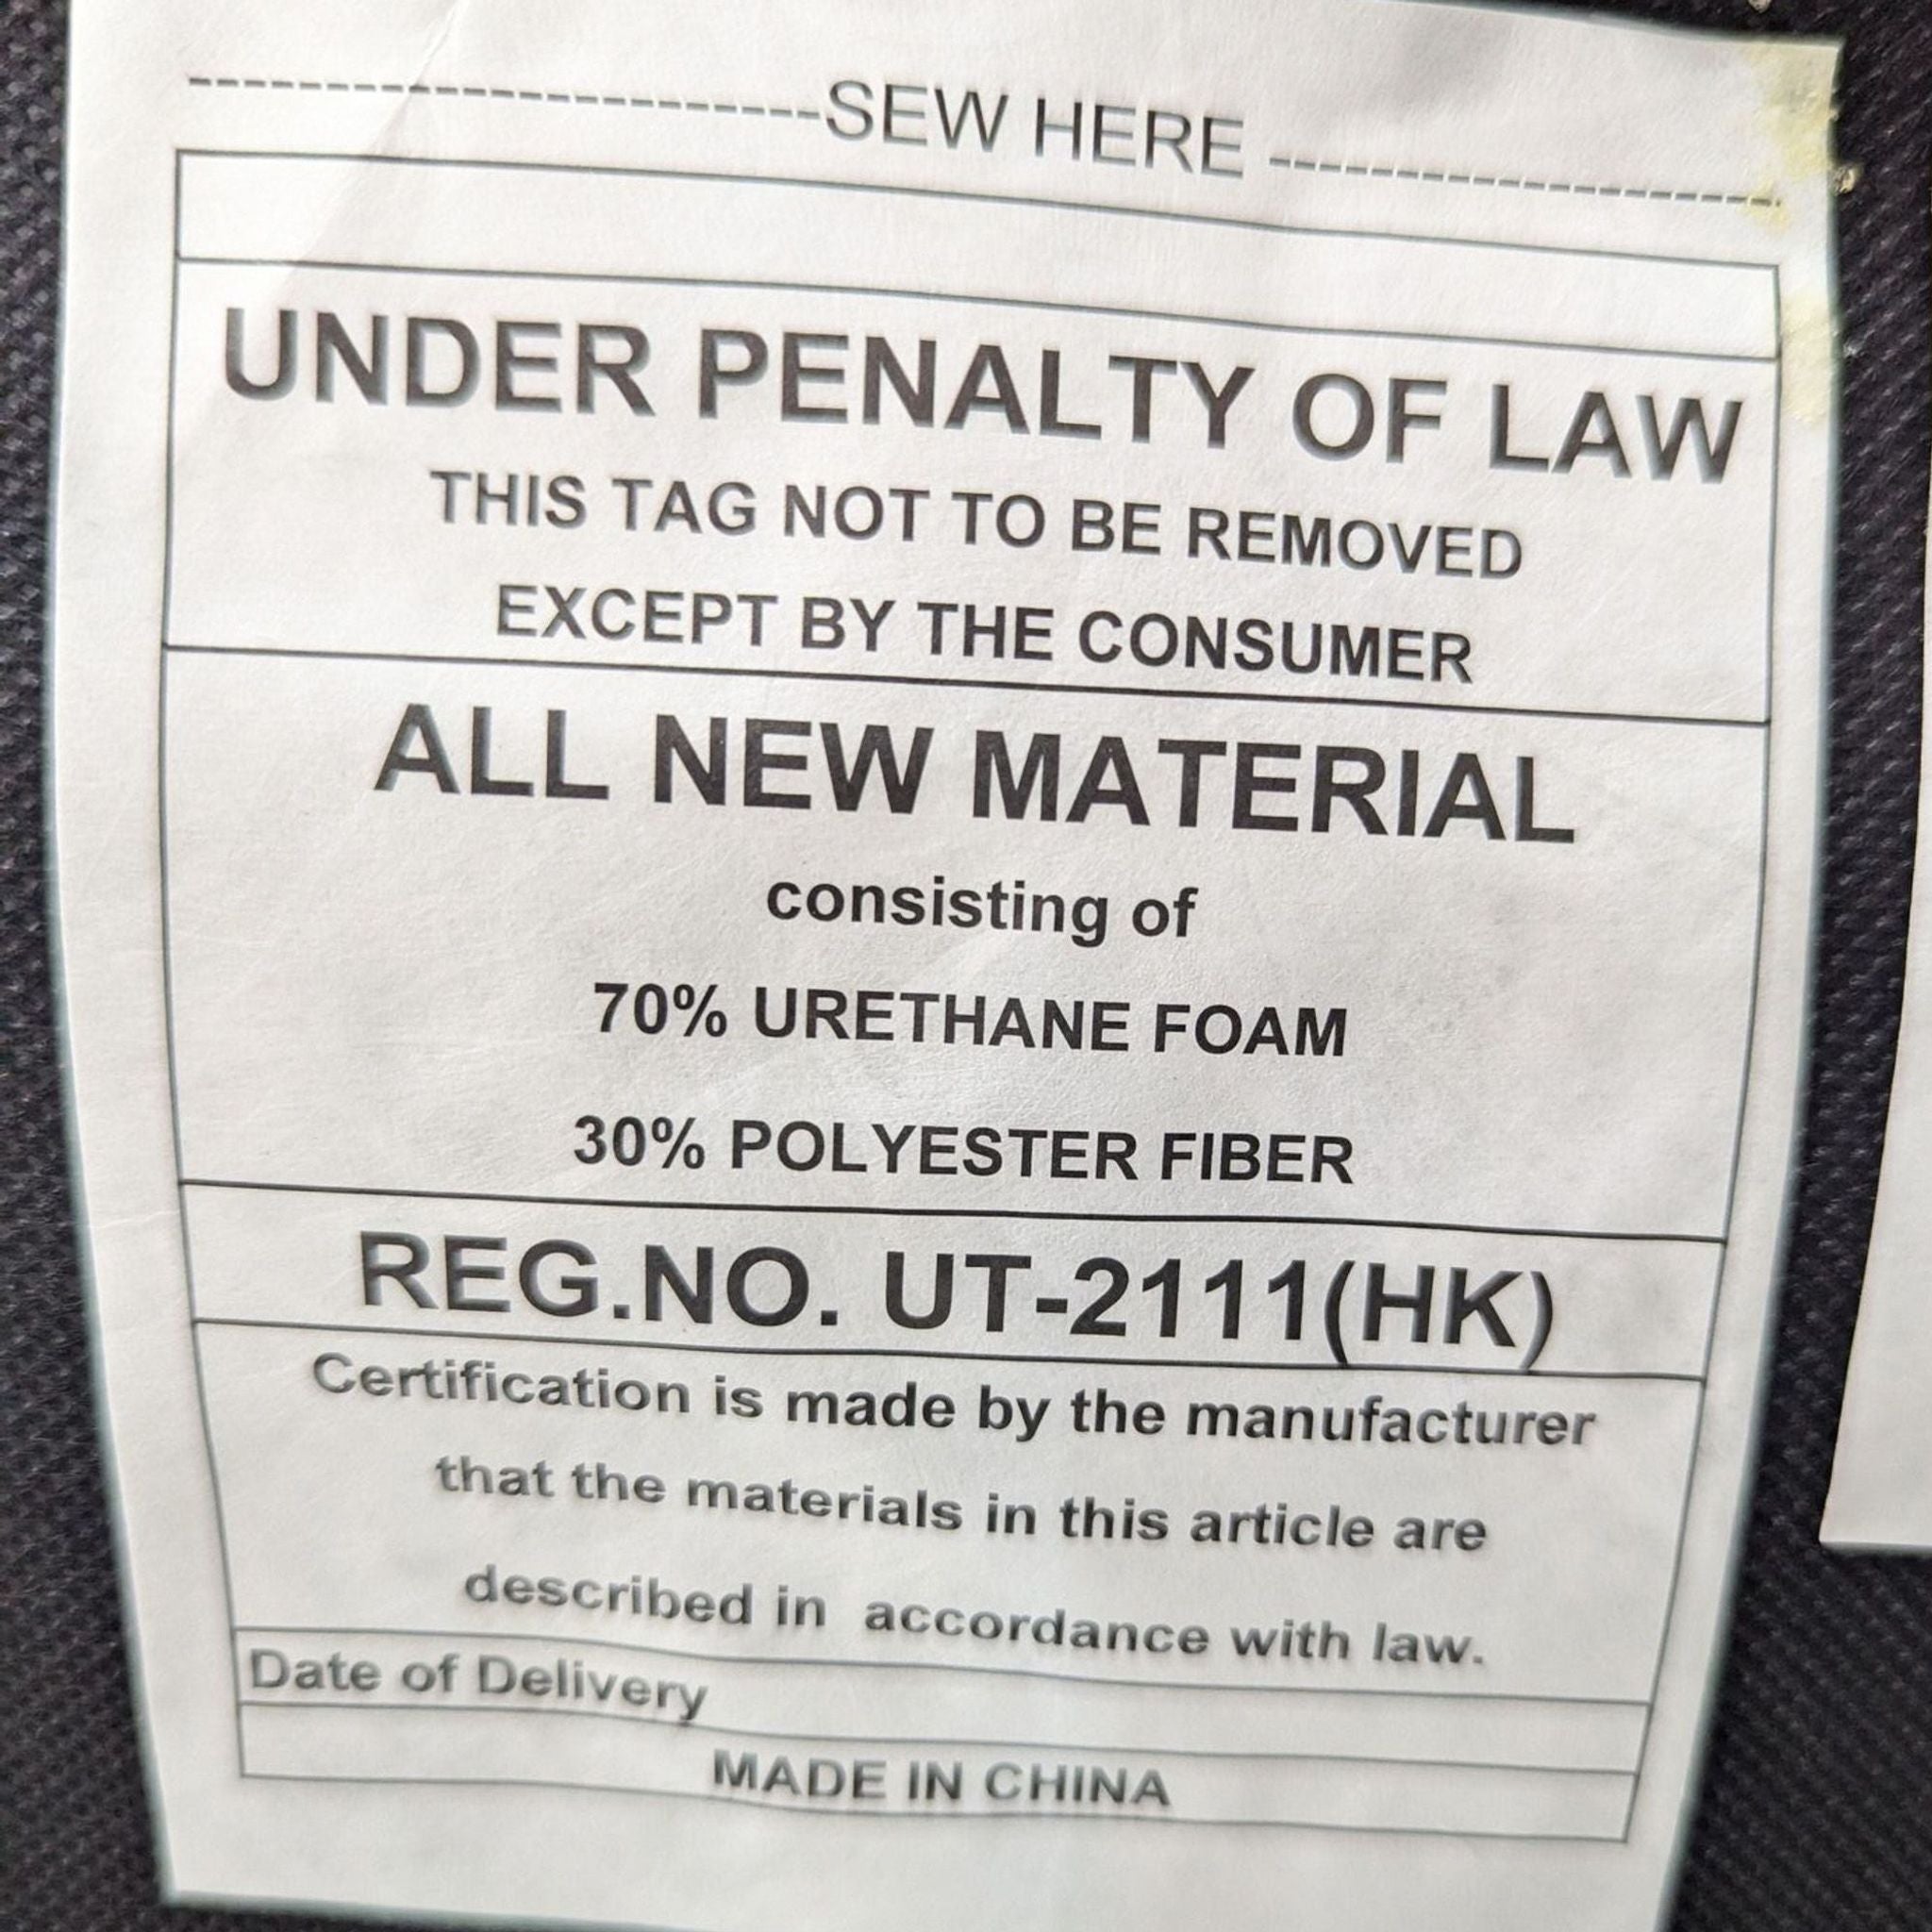 SEW HERE
UNDER PENALTY OF LAW
THIS TAG NOT TO BE REMOVED
EXCEPT BY THE CONSUMER
ALL NEW MATERIAL
consisting of
70% URETHANE FOAM
30% POLYESTER FIBER
REG.NO. UT-2111(HK)
Certification is made by the manufacturer
that the materials in this article are
described in accordance with law.
Date of Delivery
MADE IN CHINA